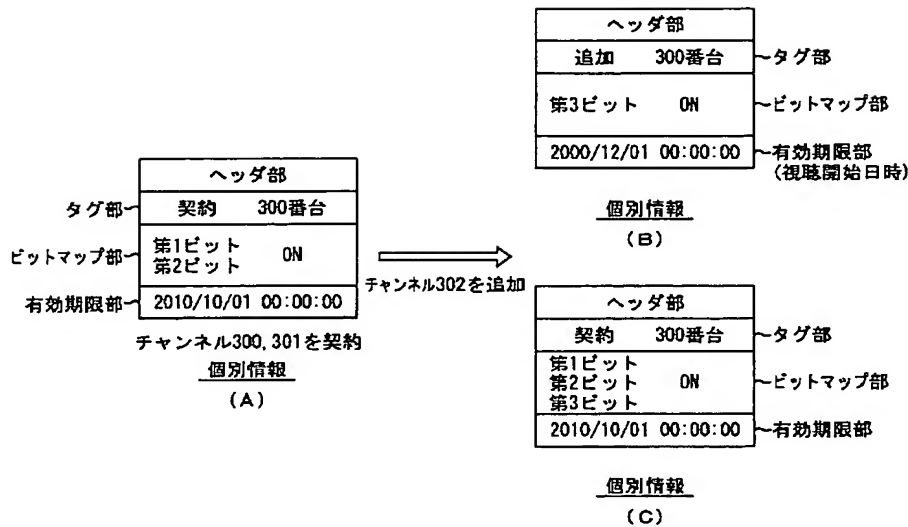 ヘッダ部
タグ部 契約 300番台
ビットマップ部 第1ビット 第2ビット ON
有効期限部 2010/10/01 00:00:00
チャンネル300,301を契約
個別情報
(A)
チャンネル302を追加
ヘッダ部
追加 300番台 タグ部
第3ビット ON ビットマップ部
2000/12/01 00:00:00 有効期限部
(視聴開始日時)
個別情報
(B)
ヘッダ部
契約 300番台 タグ部
第1ビット
第2ビット ON ビットマップ部
第3ビット
2010/10/01 00:00:00 有効期限部
個別情報
(C)